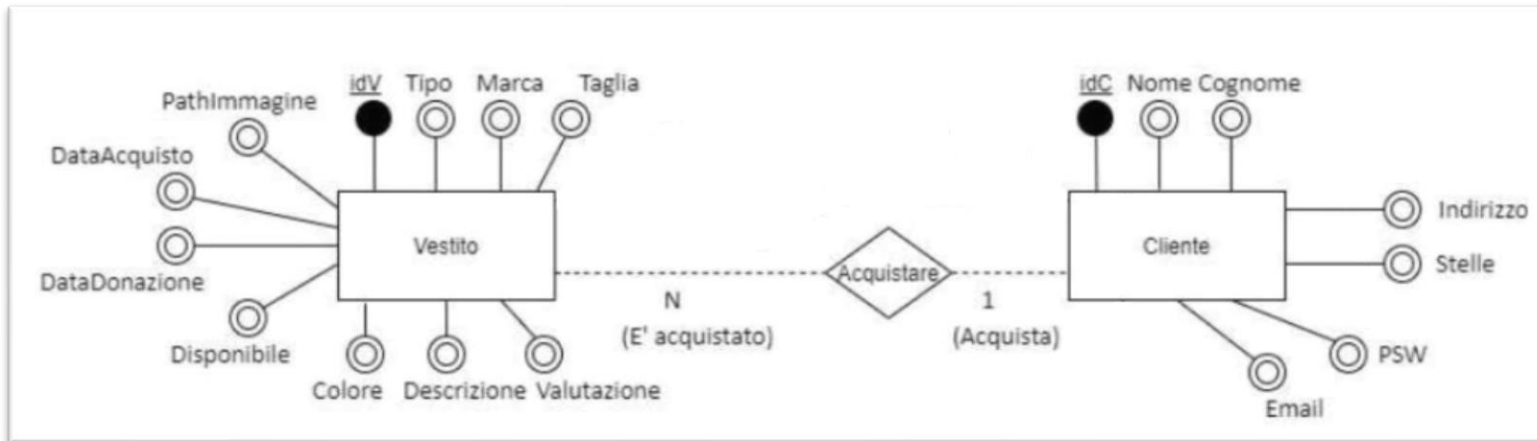 idV Tipo Marca Taglia
PathImmagine
DataAcquisto
DataDonazione
Disponibile
Vestito
Colore Descrizione Valutazione
N
(E' acquistato)
Acquistare
1
(Acquista)
idC Nome Cognome
Cliente
Indirizzo
Stelle
PSW
Email